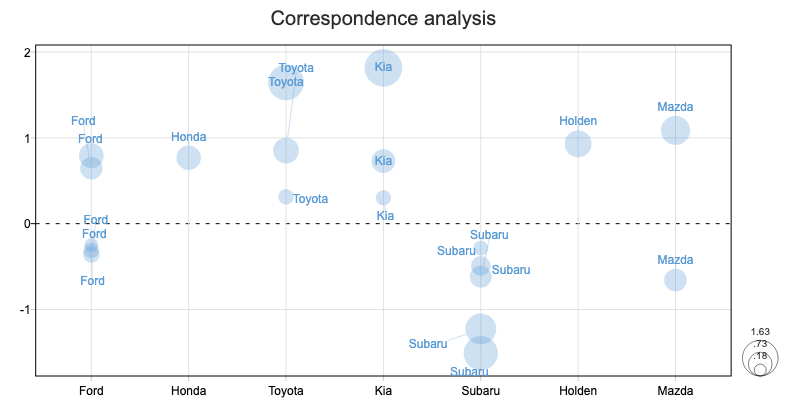 Correspondence analysis
2
Toyota
Kia
Toyota
Mazda
Ford
Holden
Ford
Honda
1
Kia
Toyota
Kia
Ford
0
Ford
Subaru
Subaru
Mazda
Subaru
Ford
-1
1.63
Subaru
.73
.18
Subaru
Ford
Honda
Toyota
Kia
Subaru
Holden
Mazda